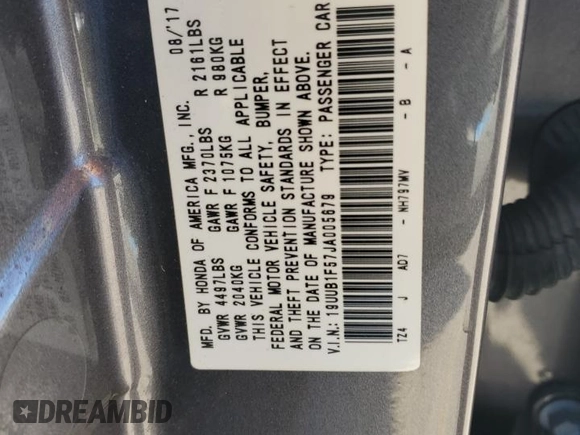 MFD. BY HONDA OF AMERICA MFG., INC. 08/'17
GVWR 4497LBS GAWR F 2370LBS R 2161LBS
GVWR 2040KG GAWR F 1075KG R 980KG
THIS VEHICLE CONFORMS TO ALL APPLICABLE
FEDERAL MOTOR VEHICLE SAFETY, BUMPER,
AND THEFT PREVENTION STANDARDS IN EFFECT
ON THE DATE OF MANUFACTURE SHOWN ABOVE.
V.I.N.: 19UUB1F57JA005679 TYPE: PASSENGER CAR
TZ4 J AD7 - NH797MV - B - A
DREAMBID